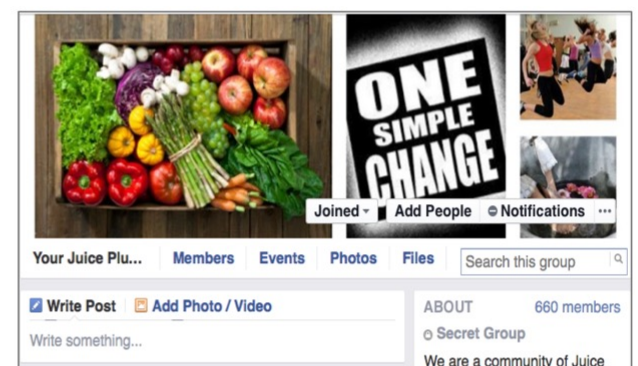 ONE
SIMPLE
CHANGE
Joined
Add People
Notifications
Your Juice Plu...
Members
Events
Photos
Files
Search this group
Write Post
Add Photo / Video
Write something...
ABOUT
660 members
Secret Group
We are a community of Juice